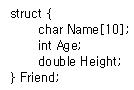 struct {
char Name[10];
int Age;
double Height;
} Friend;